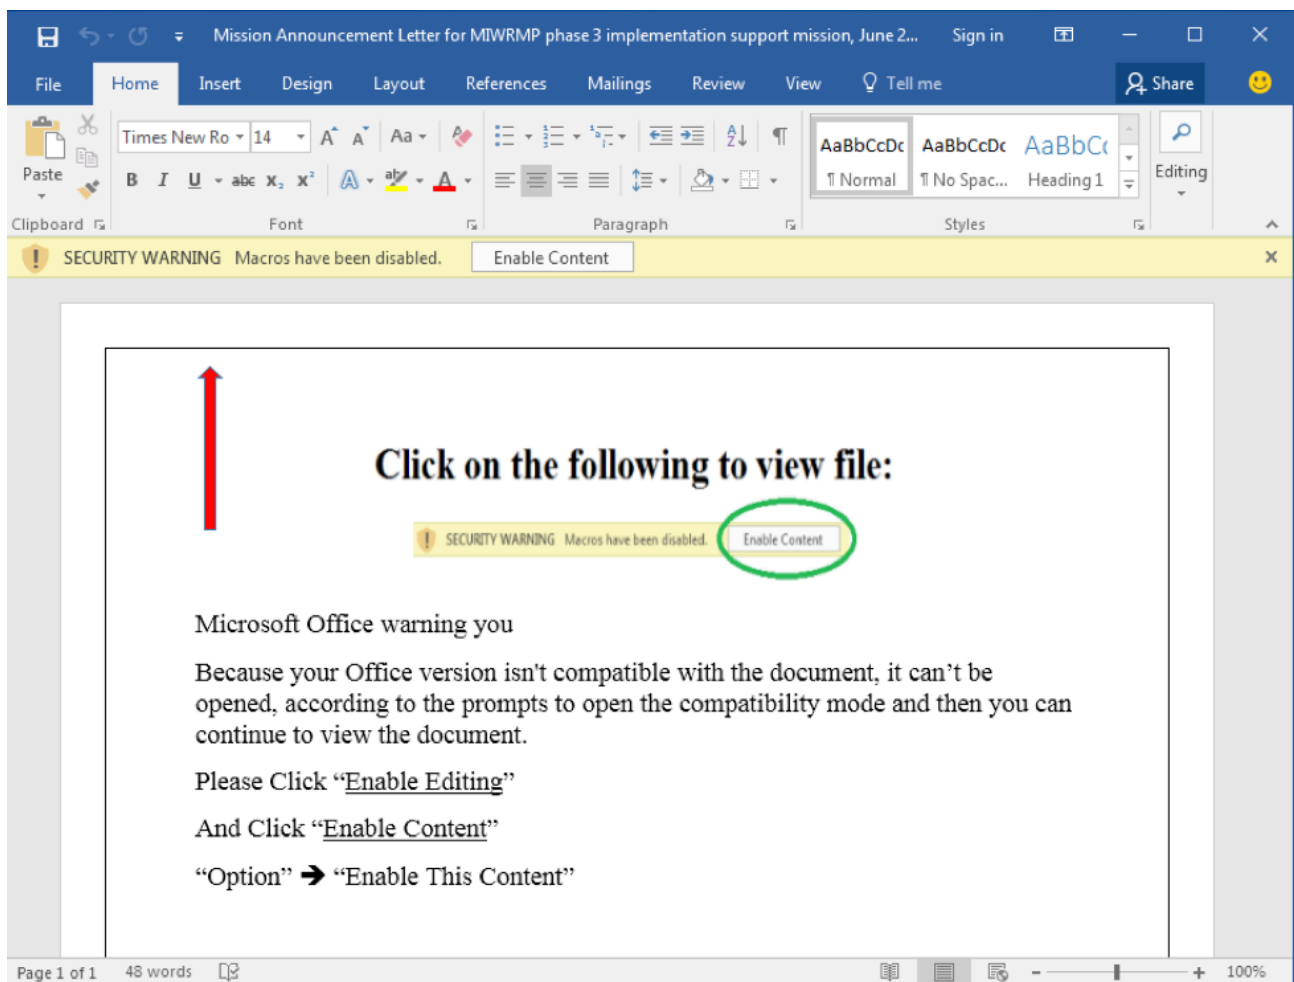 Mission Announcement Letter for MIWRMP phase 3 implementation support mission, June 2... Sign in
File Home Insert Design Layout References Mailings Review View Tell me Share
Times New Ro 14 A A Aa
Paste B I U abc X₂ X² A aby A AaBbCcDc AaBbCcDc AaBbCc Editing
¶ Normal ¶ No Spac... Heading 1
Clipboard Font Paragraph Styles
SECURITY WARNING Macros have been disabled. Enable Content
Click on the following to view file:
SECURITY WARNING Macros have been disabled. Enable Content
Microsoft Office warning you
Because your Office version isn't compatible with the document, it can’t be
opened, according to the prompts to open the compatibility mode and then you can
continue to view the document.
Please Click “Enable Editing”
And Click “Enable Content”
“Option” ➔ “Enable This Content”
Page 1 of 1 48 words 100%